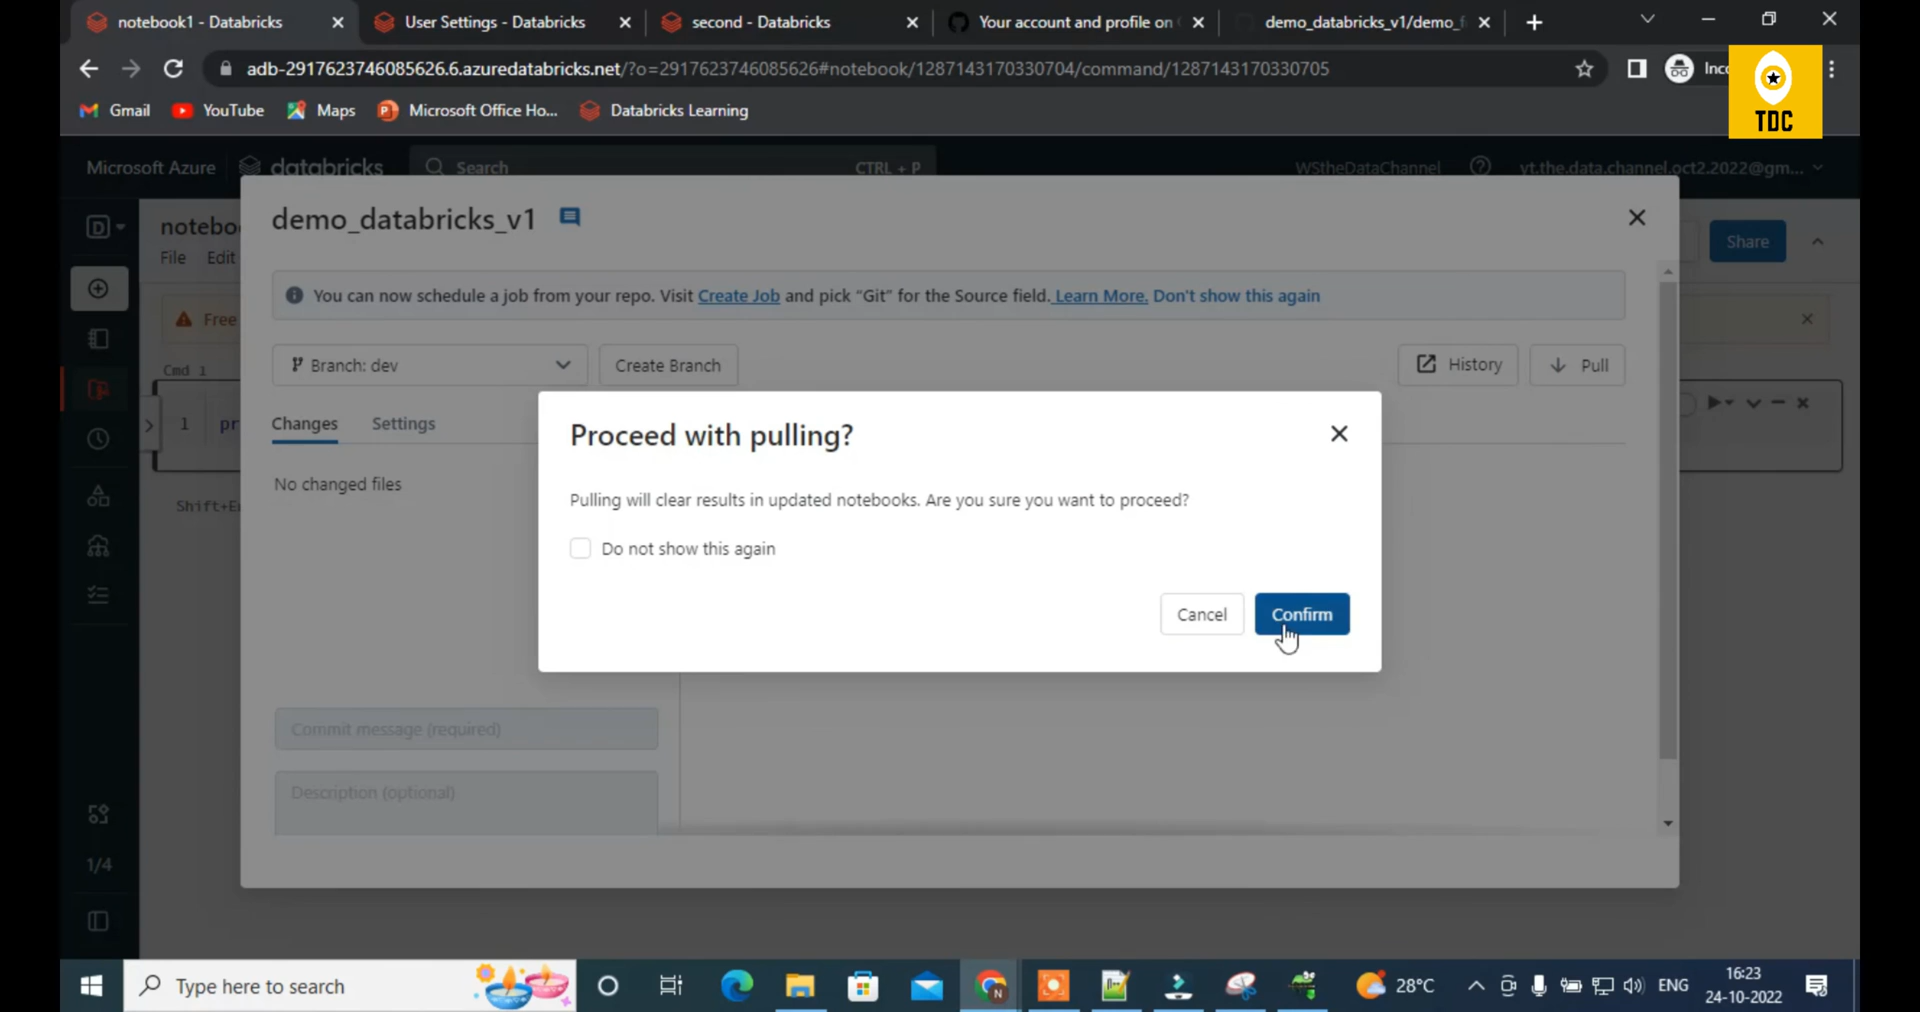 notebook1 - Databricks
User Settings - Databricks
second - Databricks
Your account and profile on
demo_databricks_v1/demo_f
adb-2917623746085626.6.azuredatabricks.net/?o=2917623746085626#notebook/1287143170330704/command/1287143170330705
Inco
TDC
Gmail
YouTube
Maps
Microsoft Office Ho...
Databricks Learning
Microsoft Azure
databricks
Search
CTRL + P
WStheDataChannel
yt.the.data.channel.oct2.2022@gm...
D
notebo
File
Edit
Share
demo_databricks_v1
You can now schedule a job from your repo. Visit Create Job and pick "Git" for the Source field. Learn More. Don't show this again
Free
Cmd 1
1
pr
Shift+E
Branch: dev
Create Branch
History
Pull
Changes
Settings
No changed files
Proceed with pulling?
Pulling will clear results in updated notebooks. Are you sure you want to proceed?
Do not show this again
Cancel
Confirm
Commit message (required)
Description (optional)
1/4
Type here to search
N
28°C
ENG
16:23
24-10-2022